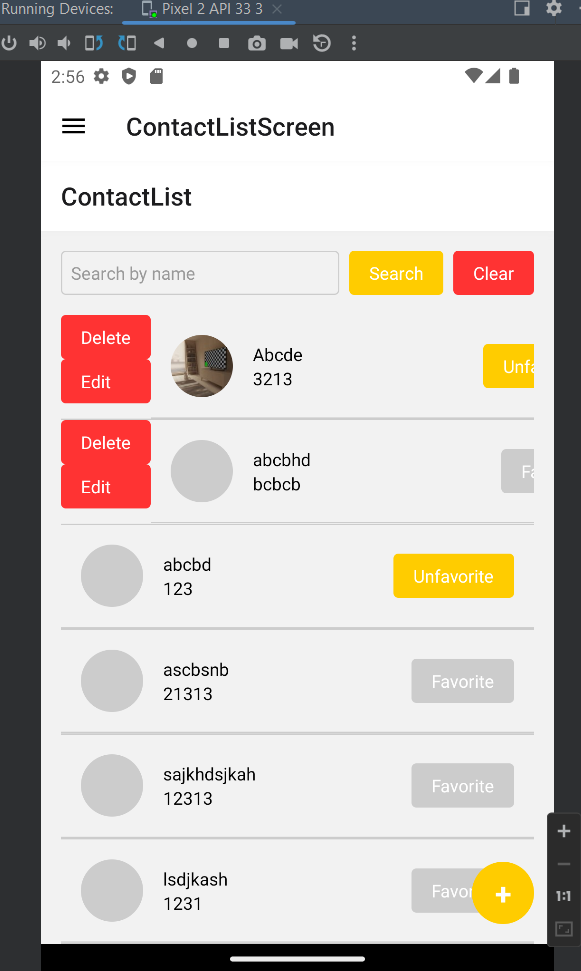 Running Devices: Pixel 2 API 33 3
2:56
ContactListScreen
ContactList
Search by name Search Clear
Delete
Edit
Abcde
3213
Unfa
Delete
Edit
abcbhd
bcbcb
Fa
abcbd
123
Unfavorite
ascbsnb
21313
Favorite
sajkhdsjkah
12313
Favorite
lsdjkash
1231
Favor
+
1:1